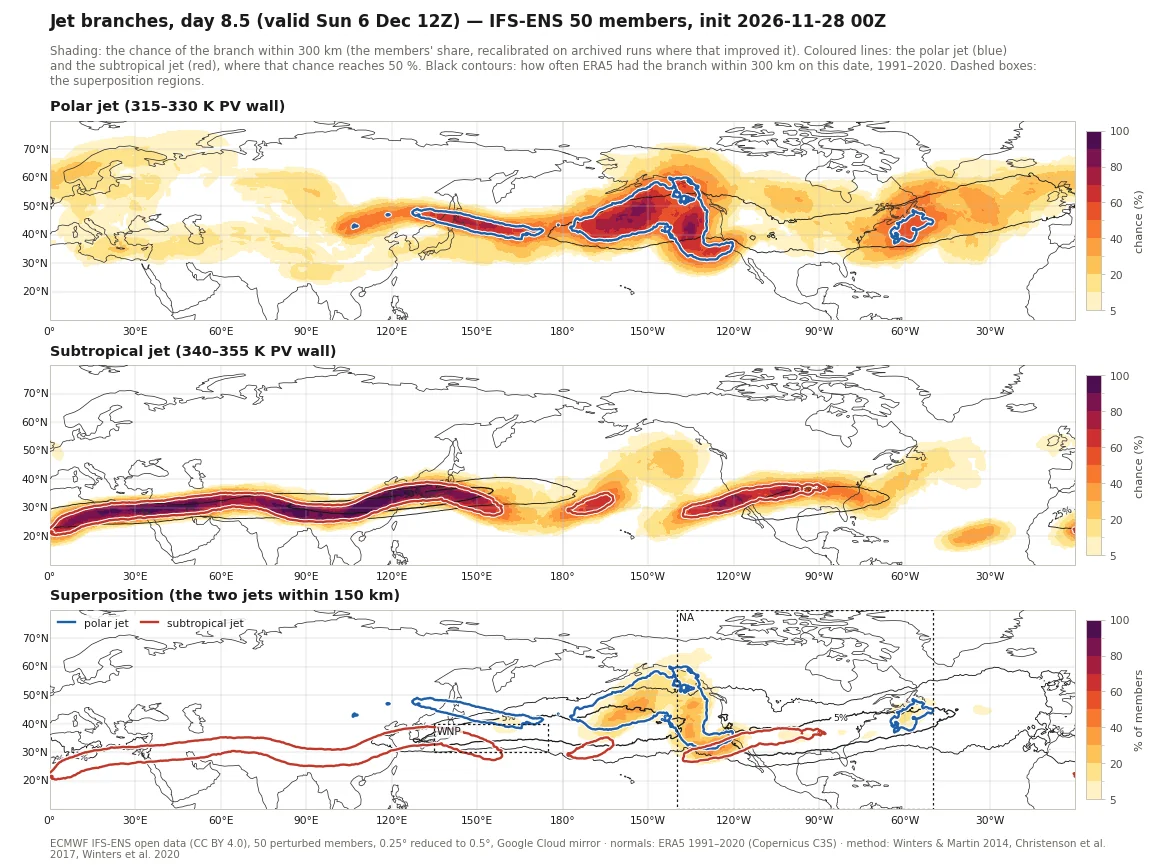 Jet branches, day 8.5 (valid Sun 6 Dec 12Z) — IFS-ENS 50 members, init 2026-11-28 00Z
Shading: the chance of the branch within 300 km (the members' share, recalibrated on archived runs where that improved it). Coloured lines: the polar jet (blue)
and the subtropical jet (red), where that chance reaches 50 %. Black contours: how often ERA5 had the branch within 300 km on this date, 1991–2020. Dashed boxes:
the superposition regions.
Polar jet (315–330 K PV wall)
70°N
60°N
50°N
40°N
30°N
20°N
25%
0° 30°E 60°E 90°E 120°E 150°E 180° 150°W 120°W 90°W 60°W 30°W
100
80
60
40
20
5
chance (%)
Subtropical jet (340–355 K PV wall)
70°N
60°N
50°N
40°N
30°N
20°N
25%
0° 30°E 60°E 90°E 120°E 150°E 180° 150°W 120°W 90°W 60°W 30°W
100
80
60
40
20
5
chance (%)
Superposition (the two jets within 150 km)
polar jet subtropical jet
NA
WNP
5%
5%
70°N
60°N
50°N
40°N
30°N
20°N
0° 30°E 60°E 90°E 120°E 150°E 180° 150°W 120°W 90°W 60°W 30°W
100
80
60
40
20
5
% of members
ECMWF IFS-ENS open data (CC BY 4.0), 50 perturbed members, 0.25° reduced to 0.5°, Google Cloud mirror · normals: ERA5 1991–2020 (Copernicus C3S) · method: Winters & Martin 2014, Christenson et al.
2017, Winters et al. 2020